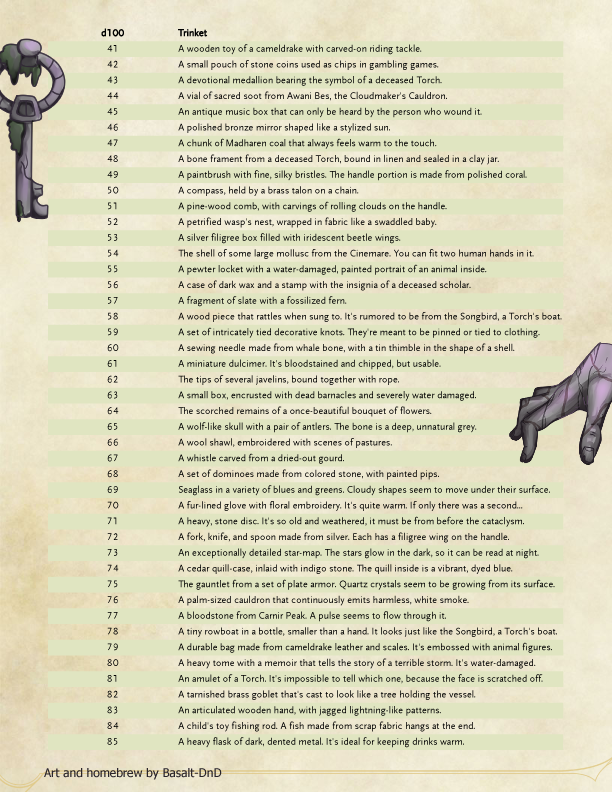 d100 Trinket
41 A wooden toy of a cameldrake with carved-on riding tackle.
42 A small pouch of stone coins used as chips in gambling games.
43 A devotional medallion bearing the symbol of a deceased Torch.
44 A vial of sacred soot from Awani Bes, the Cloudmaker's Cauldron.
45 An antique music box that can only be heard by the person who wound it.
46 A polished bronze mirror shaped like a stylized sun.
47 A chunk of Madharen coal that always feels warm to the touch.
48 A bone frament from a deceased Torch, bound in linen and sealed in a clay jar.
49 A paintbrush with fine, silky bristles. The handle portion is made from polished coral.
50 A compass, held by a brass talon on a chain.
51 A pine-wood comb, with carvings of rolling clouds on the handle.
52 A petrified wasp's nest, wrapped in fabric like a swaddled baby.
53 A silver filigree box filled with iridescent beetle wings.
54 The shell of some large mollusc from the Cinemare. You can fit two human hands in it.
55 A pewter locket with a water-damaged, painted portrait of an animal inside.
56 A case of dark wax and a stamp with the insignia of a deceased scholar.
57 A fragment of slate with a fossilized fern.
58 A wood piece that rattles when sung to. It's rumored to be from the Songbird, a Torch's boat.
59 A set of intricately tied decorative knots. They're meant to be pinned or tied to clothing.
60 A sewing needle made from whale bone, with a tin thimble in the shape of a shell.
61 A miniature dulcimer. It's bloodstained and chipped, but usable.
62 The tips of several javelins, bound together with rope.
63 A small box, encrusted with dead barnacles and severely water damaged.
64 The scorched remains of a once-beautiful bouquet of flowers.
65 A wolf-like skull with a pair of antlers. The bone is a deep, unnatural grey.
66 A wool shawl, embroidered with scenes of pastures.
67 A whistle carved from a dried-out gourd.
68 A set of dominoes made from colored stone, with painted pips.
69 Seaglass in a variety of blues and greens. Cloudy shapes seem to move under their surface.
70 A fur-lined glove with floral embroidery. It's quite warm. If only there was a second...
71 A heavy, stone disc. It's so old and weathered, it must be from before the cataclysm.
72 A fork, knife, and spoon made from silver. Each has a filigree wing on the handle.
73 An exceptionally detailed star-map. The stars glow in the dark, so it can be read at night.
74 A cedar quill-case, inlaid with indigo stone. The quill inside is a vibrant, dyed blue.
75 The gauntlet from a set of plate armor. Quartz crystals seem to be growing from its surface.
76 A palm-sized cauldron that continuously emits harmless, white smoke.
77 A bloodstone from Carnir Peak. A pulse seems to flow through it.
78 A tiny rowboat in a bottle, smaller than a hand. It looks just like the Songbird, a Torch's boat.
79 A durable bag made from cameldrake leather and scales. It's embossed with animal figures.
80 A heavy tome with a memoir that tells the story of a terrible storm. It's water-damaged.
81 An amulet of a Torch. It's impossible to tell which one, because the face is scratched off.
82 A tarnished brass goblet that's cast to look like a tree holding the vessel.
83 An articulated wooden hand, with jagged lightning-like patterns.
84 A child's toy fishing rod. A fish made from scrap fabric hangs at the end.
85 A heavy flask of dark, dented metal. It's ideal for keeping drinks warm.
Art and homebrew by Basalt-DnD